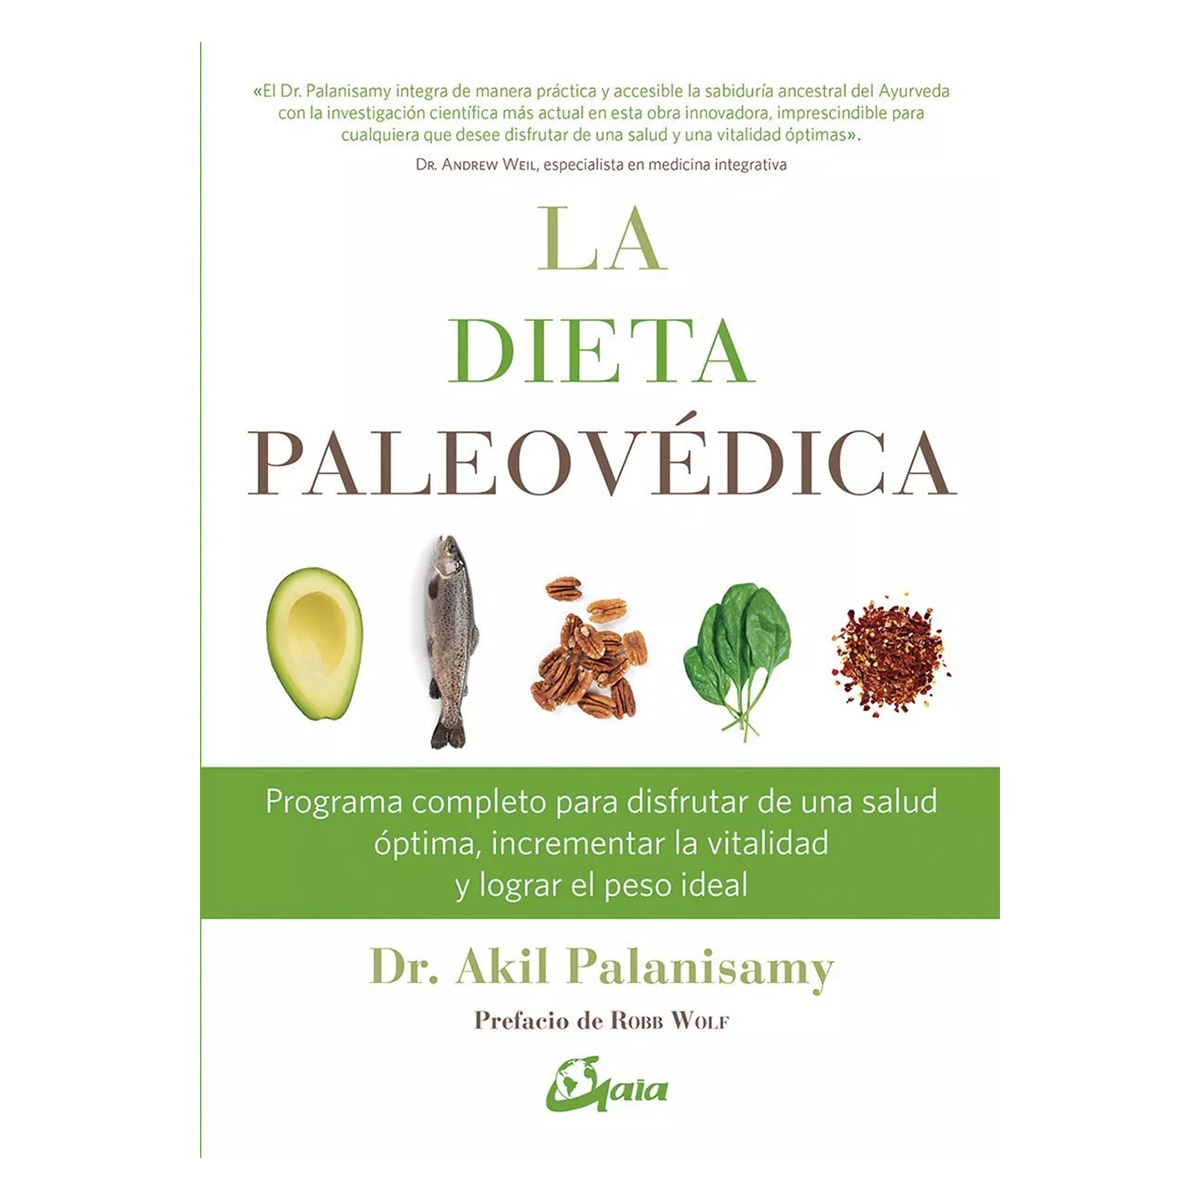 «El Dr. Palanisamy integra de manera práctica y accesible la sabiduría ancestral del Ayurveda
con la investigación científica más actual en esta obra innovadora, imprescindible para
cualquiera que desee disfrutar de una salud y una vitalidad óptimas».
Dr. Andrew Weil, especialista en medicina integrativa
LA
DIETA
PALEOVÉDICA
Programa completo para disfrutar de una salud
óptima, incrementar la vitalidad
y lograr el peso ideal
Dr. Akil Palanisamy
Prefacio de Robb Wolf
Gaia